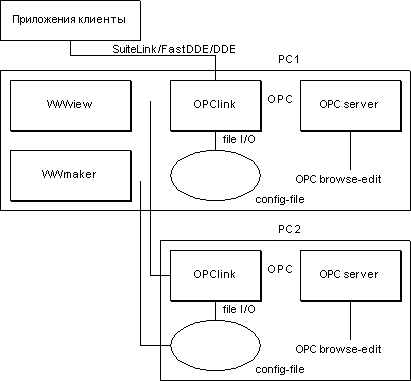 Приложения клиенты
SuiteLink/FastDDE/DDE
PC1
WWview
OPClink
OPC
OPC server
file I/O
WWmaker
OPC browse-edit
config-file
PC2
OPClink
OPC
OPC server
file I/O
OPC browse-edit
config-file